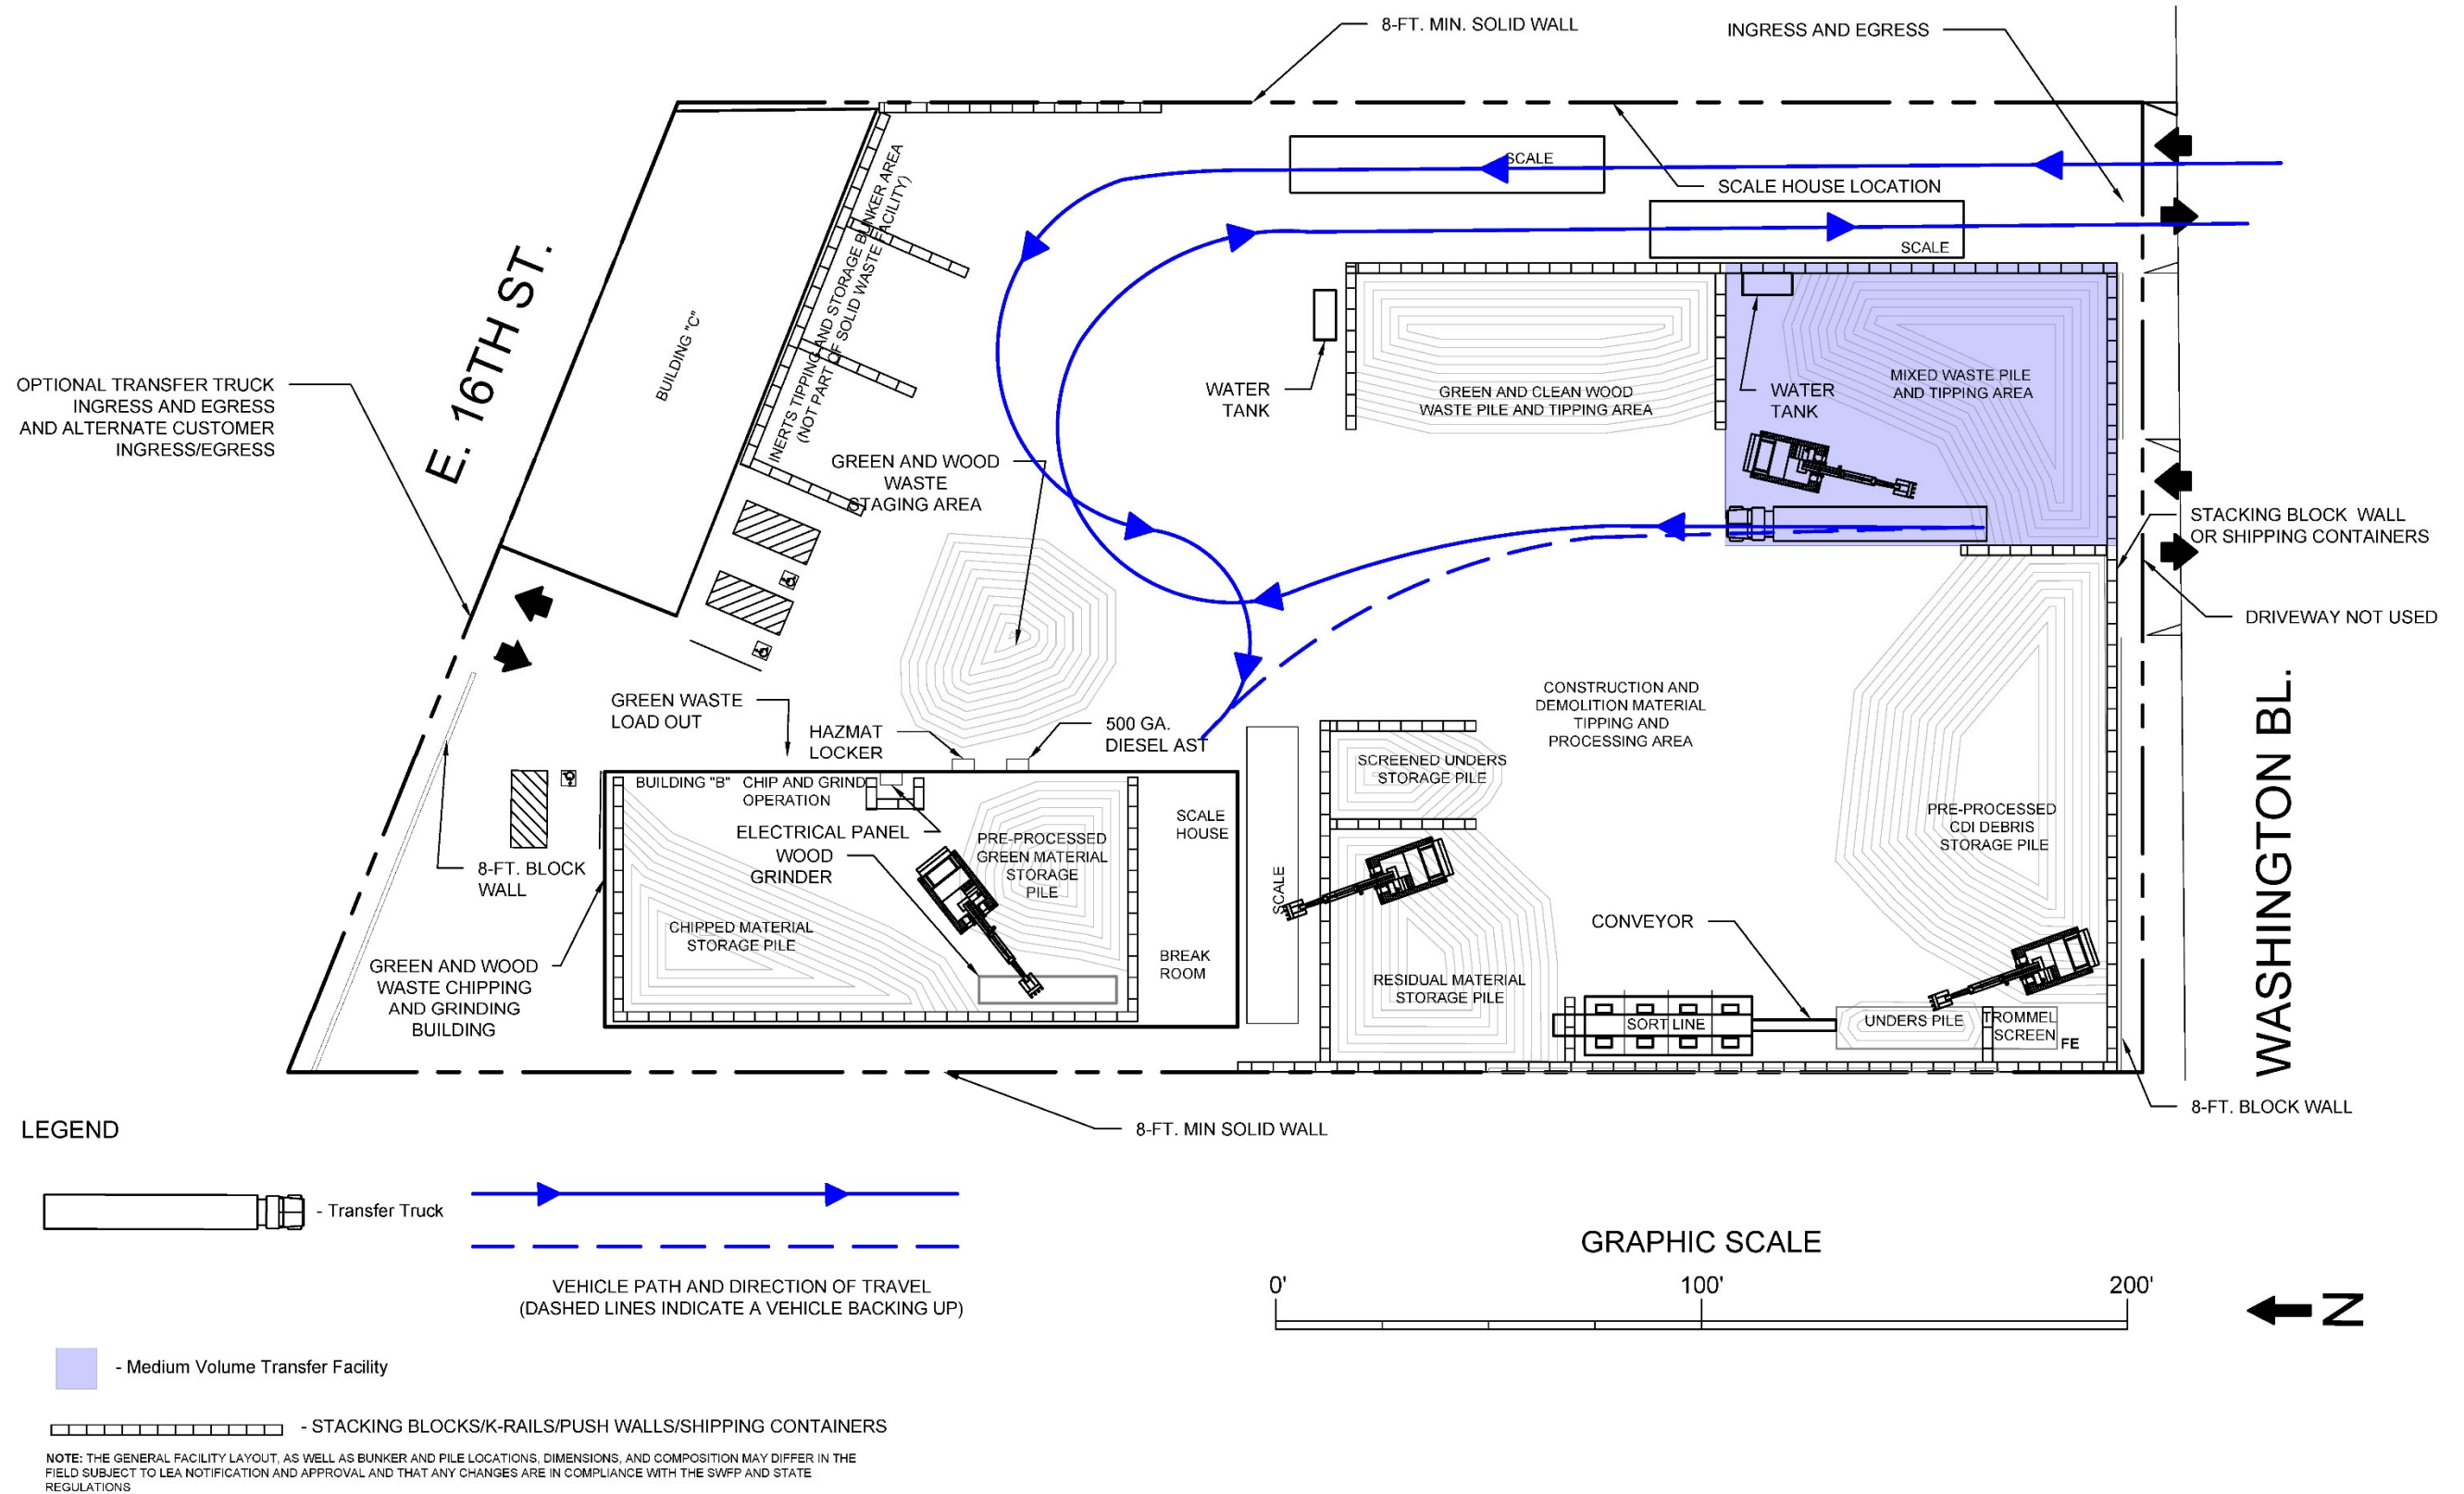 8-FT. MIN. SOLID WALL
INGRESS AND EGRESS
SCALE
SCALE HOUSE LOCATION
SCALE
E. 16TH ST.
BUILDING "C"
INERTS TIPPING AND STORAGE BUNKER AREA
(NOT PART OF SOLID WASTE FACILITY)
OPTIONAL TRANSFER TRUCK
INGRESS AND EGRESS
AND ALTERNATE CUSTOMER
INGRESS/EGRESS
WATER
TANK
GREEN AND CLEAN WOOD
WASTE PILE AND TIPPING AREA
WATER
TANK
MIXED WASTE PILE
AND TIPPING AREA
GREEN AND WOOD
WASTE
STAGING AREA
STACKING BLOCK WALL
OR SHIPPING CONTAINERS
DRIVEWAY NOT USED
WASHINGTON BL.
GREEN WASTE
LOAD OUT
HAZMAT
LOCKER
500 GA.
DIESEL AST
CONSTRUCTION AND
DEMOLITION MATERIAL
TIPPING AND
PROCESSING AREA
SCREENED UNDERS
STORAGE PILE
BUILDING "B"
CHIP AND GRIND
OPERATION
ELECTRICAL PANEL
WOOD
GRINDER
PRE-PROCESSED
GREEN MATERIAL
STORAGE
PILE
SCALE
HOUSE
SCALE
PRE-PROCESSED
CDI DEBRIS
STORAGE PILE
8-FT. BLOCK
WALL
CHIPPED MATERIAL
STORAGE PILE
BREAK
ROOM
CONVEYOR
GREEN AND WOOD
WASTE CHIPPING
AND GRINDING
BUILDING
RESIDUAL MATERIAL
STORAGE PILE
SORT LINE
UNDERS PILE
TROMMEL
SCREEN
FE
8-FT. BLOCK WALL
8-FT. MIN SOLID WALL
LEGEND
- Transfer Truck
VEHICLE PATH AND DIRECTION OF TRAVEL
(DASHED LINES INDICATE A VEHICLE BACKING UP)
GRAPHIC SCALE
0' 100' 200'
N
- Medium Volume Transfer Facility
- STACKING BLOCKS/K-RAILS/PUSH WALLS/SHIPPING CONTAINERS
NOTE: THE GENERAL FACILITY LAYOUT, AS WELL AS BUNKER AND PILE LOCATIONS, DIMENSIONS, AND COMPOSITION MAY DIFFER IN THE
FIELD SUBJECT TO LEA NOTIFICATION AND APPROVAL AND THAT ANY CHANGES ARE IN COMPLIANCE WITH THE SWFP AND STATE
REGULATIONS